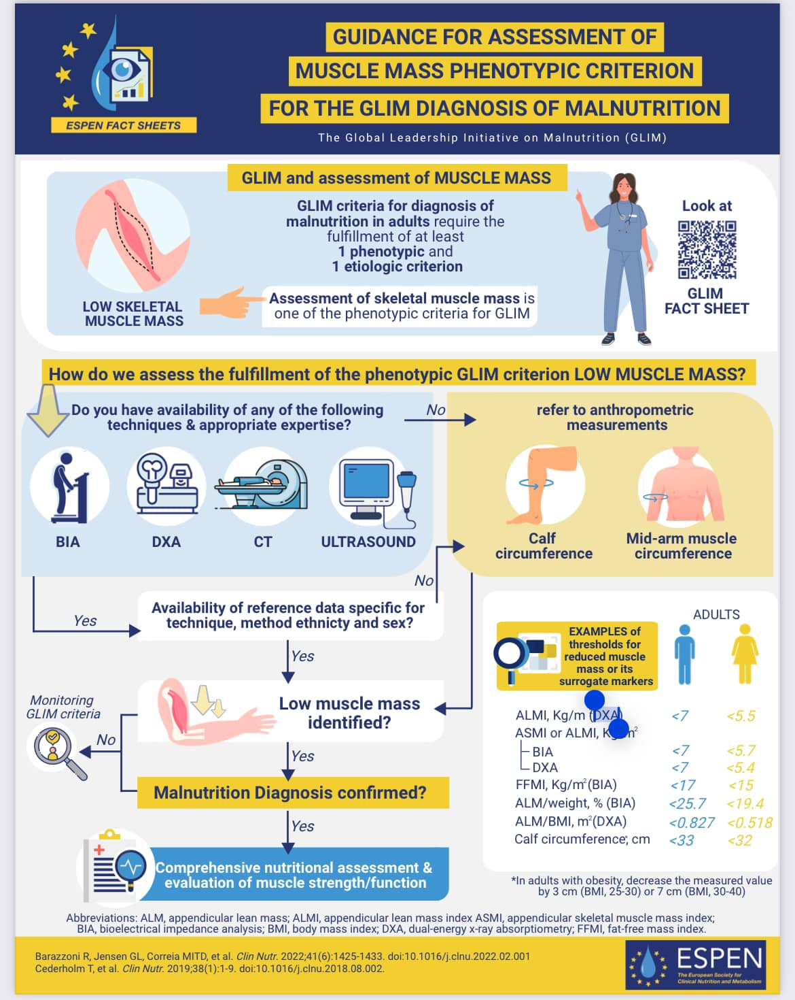 GUIDANCE FOR ASSESSMENT OF
MUSCLE MASS PHENOTYPIC CRITERION
FOR THE GLIM DIAGNOSIS OF MALNUTRITION
The Global Leadership Initiative on Malnutrition (GLIM)
ESPEN FACT SHEETS
GLIM and assessment of MUSCLE MASS
GLIM criteria for diagnosis of
malnutrition in adults require the
fulfillment of at least
1 phenotypic and
1 etiologic criterion
LOW SKELETAL
MUSCLE MASS
Assessment of skeletal muscle mass is
one of the phenotypic criteria for GLIM
Look at
GLIM
FACT SHEET
How do we assess the fulfillment of the phenotypic GLIM criterion LOW MUSCLE MASS?
Do you have availability of any of the following
techniques & appropriate expertise?
No
BIA
DXA
CT
ULTRASOUND
refer to anthropometric
measurements
Calf
circumference
Mid-arm muscle
circumference
No
Yes
Availability of reference data specific for
technique, method ethnicty and sex?
Yes
Low muscle mass
identified?
Monitoring
GLIM criteria
No
Yes
Malnutrition Diagnosis confirmed?
Yes
Comprehensive nutritional assessment &
evaluation of muscle strength/function
ADULTS
EXAMPLES of
thresholds for
reduced muscle
mass or its
surrogate markers
ALMI, Kg/m (DXA) <7 <5.5
ASMI or ALMI, m²
BIA <7 <5.7
DXA <7 <5.4
FFMI, Kg/m² (BIA) <17 <15
ALM/weight, % (BIA) <25.7 <19.4
ALM/BMI, m² (DXA) <0.827 <0.518
Calf circumference*, cm <33 <32
*In adults with obesity, decrease the measured value
by 3 cm (BMI, 25-30) or 7 cm (BMI, 30-40)
Abbreviations: ALM, appendicular lean mass; ALMI, appendicular lean mass index ASMI, appendicular skeletal muscle mass index;
BIA, bioelectrical impedance analysis; BMI, body mass index; DXA, dual-energy x-ray absorptiometry; FFMI, fat-free mass index.
Barazzoni R, Jensen GL, Correia MITD, et al. Clin Nutr. 2022;41(6):1425-1433. doi:10.1016/j.clnu.2022.02.001
Cederholm T, et al. Clin Nutr. 2019;38(1):1-9. doi:10.1016/j.clnu.2018.08.002.
ESPEN
The European Society for
Clinical Nutrition and Metabolism